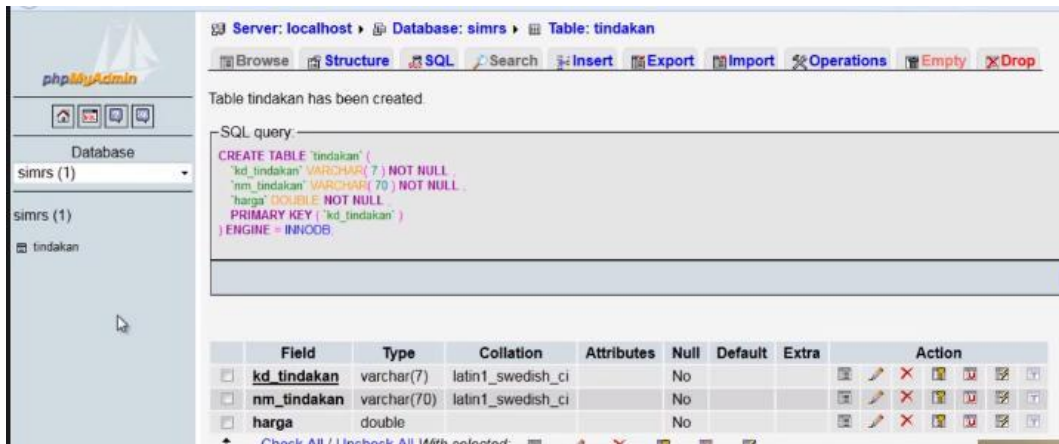 Server: localhost ▸ Database: simrs ▸ Table: tindakan
Browse Structure SQL Search Insert Export Import Operations Empty Drop
phpMyAdmin
Table tindakan has been created.
Database
simrs (1)
simrs (1)
tindakan
SQL query:
CREATE TABLE `tindakan` (
`kd_tindakan` VARCHAR( 7 ) NOT NULL ,
`nm_tindakan` VARCHAR( 70 ) NOT NULL ,
`harga` DOUBLE NOT NULL ,
PRIMARY KEY ( `kd_tindakan` )
) ENGINE = INNODB;
Field Type Collation Attributes Null Default Extra Action
kd_tindakan varchar(7) latin1_swedish_ci No
nm_tindakan varchar(70) latin1_swedish_ci No
harga double No
Check All / Uncheck All With selected: